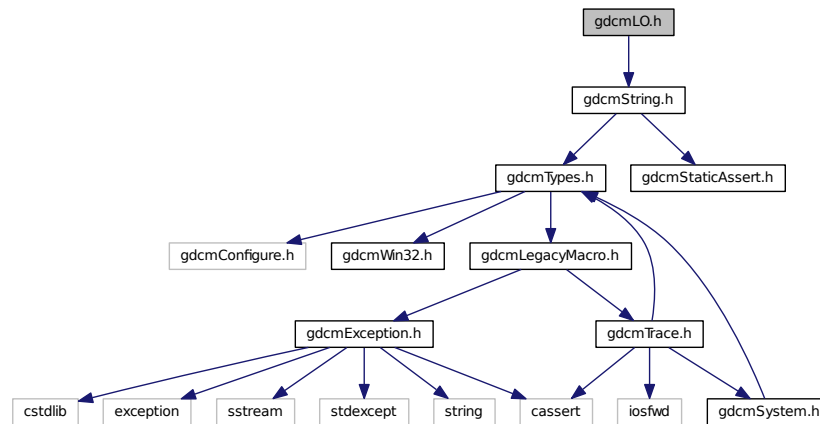 gdcmLO.h
gdcmString.h
gdcmTypes.h
gdcmStaticAssert.h
gdcmConfigure.h
gdcmWin32.h
gdcmLegacyMacro.h
gdcmException.h
gdcmTrace.h
cstdlib
exception
sstream
stdexcept
string
cassert
iosfwd
gdcmSystem.h